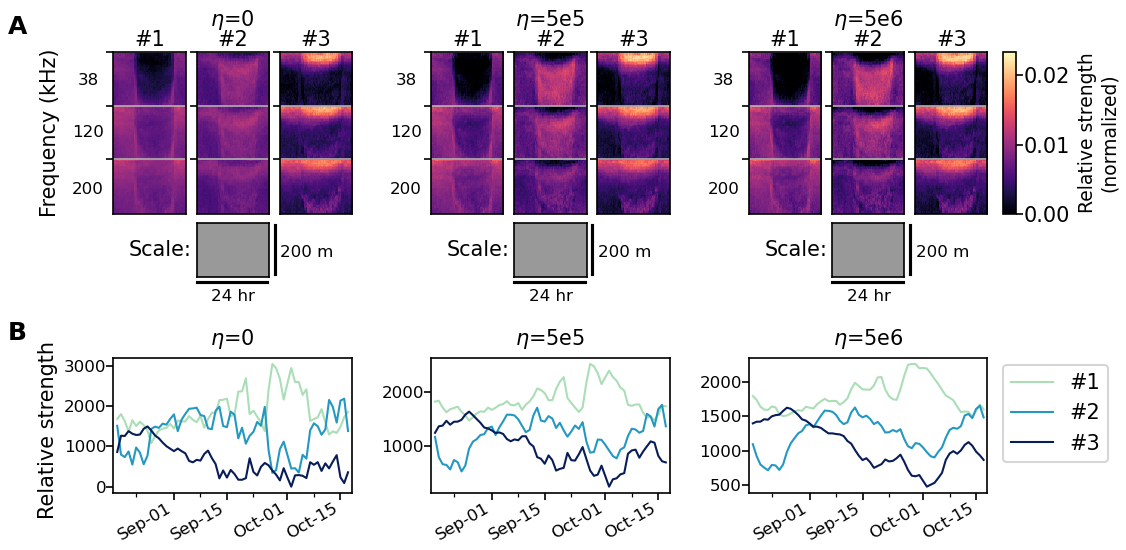 A
η=0
η=5e5
η=5e6
#1 #2 #3
#1 #2 #3
#1 #2 #3
Frequency (kHz)
38
120
200
38
120
200
38
120
200
0.02
0.01
0.00
Relative strength
(normalized)
Scale:
200 m
24 hr
Scale:
200 m
24 hr
Scale:
200 m
24 hr
B
η=0
η=5e5
η=5e6
Relative strength
3000
2000
1000
0
Sep-01
Sep-15
Oct-01
Oct-15
2000
1000
Sep-01
Sep-15
Oct-01
Oct-15
2000
1500
1000
500
Sep-01
Sep-15
Oct-01
Oct-15
#1
#2
#3